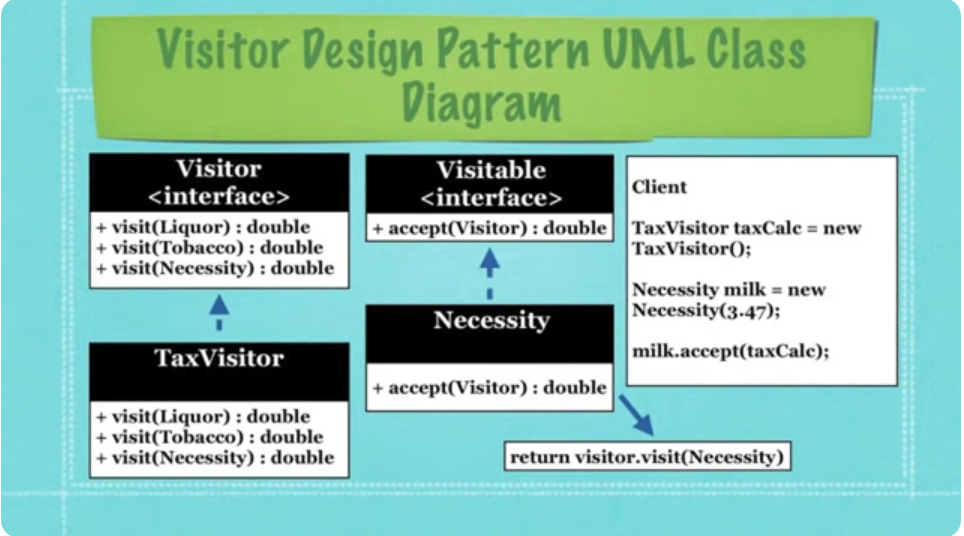 Visitor Design Pattern UML Class
Diagram
Visitor
<interface>
+ visit(Liquor) : double
+ visit(Tobacco) : double
+ visit(Necessity) : double
TaxVisitor
+ visit(Liquor) : double
+ visit(Tobacco) : double
+ visit(Necessity) : double
Visitable
<interface>
+ accept(Visitor) : double
Necessity
+ accept(Visitor) : double
return visitor.visit(Necessity)
Client
TaxVisitor taxCalc = new
TaxVisitor();
Necessity milk = new
Necessity(3.47);
milk.accept(taxCalc);